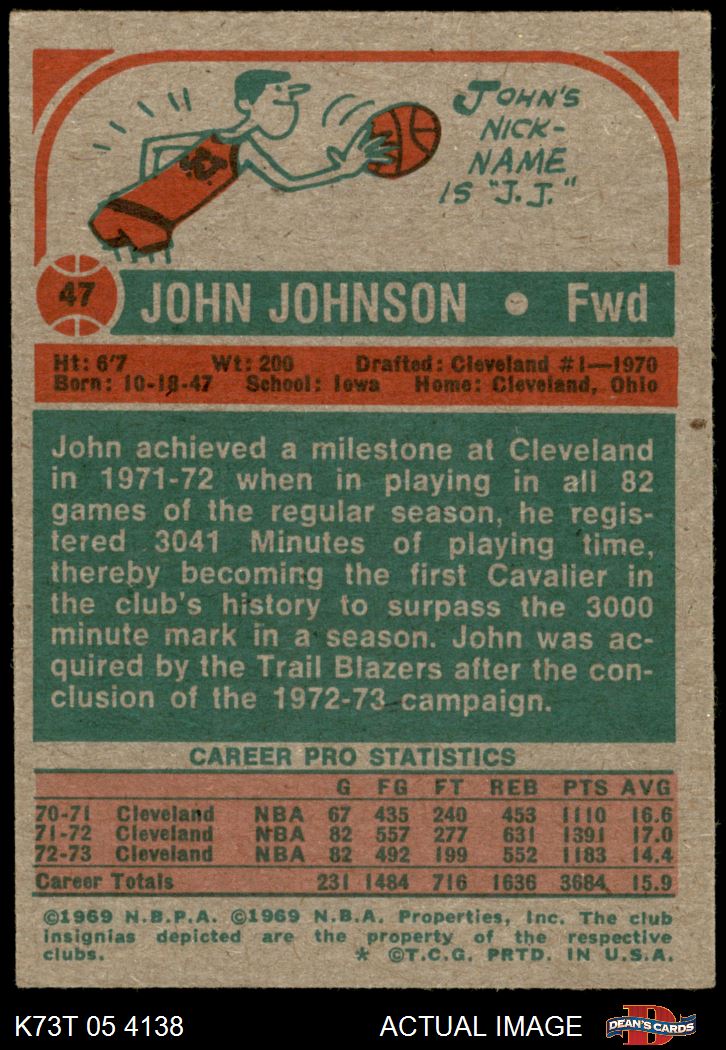 JOHN'S
NICK-
NAME
IS "J.J."
47 JOHN JOHNSON • Fwd
Ht: 6'7 Wt: 200 Drafted: Cleveland #1—1970
Born: 10-18-47 School: Iowa Home: Cleveland, Ohio
John achieved a milestone at Cleveland
in 1971-72 when in playing in all 82
games of the regular season, he regis-
tered 3041 Minutes of playing time,
thereby becoming the first Cavalier in
the club's history to surpass the 3000
minute mark in a season. John was ac-
quired by the Trail Blazers after the con-
clusion of the 1972-73 campaign.
CAREER PRO STATISTICS
G FG FT REB PTS AVG
70-71 Cleveland NBA 67 435 240 453 1110 16.6
71-72 Cleveland NBA 82 557 277 631 1391 17.0
72-73 Cleveland NBA 82 492 199 552 1183 14.4
Career Totals 231 1484 716 1636 3684 15.9
©1969 N.B.P.A. ©1969 N.B.A. Properties, Inc. The club
insignias depicted are the property of the respective
clubs. * ©T.C.G. PRTD. IN U.S.A.
K73T 05 4138 ACTUAL IMAGE DEAN'S CARDS